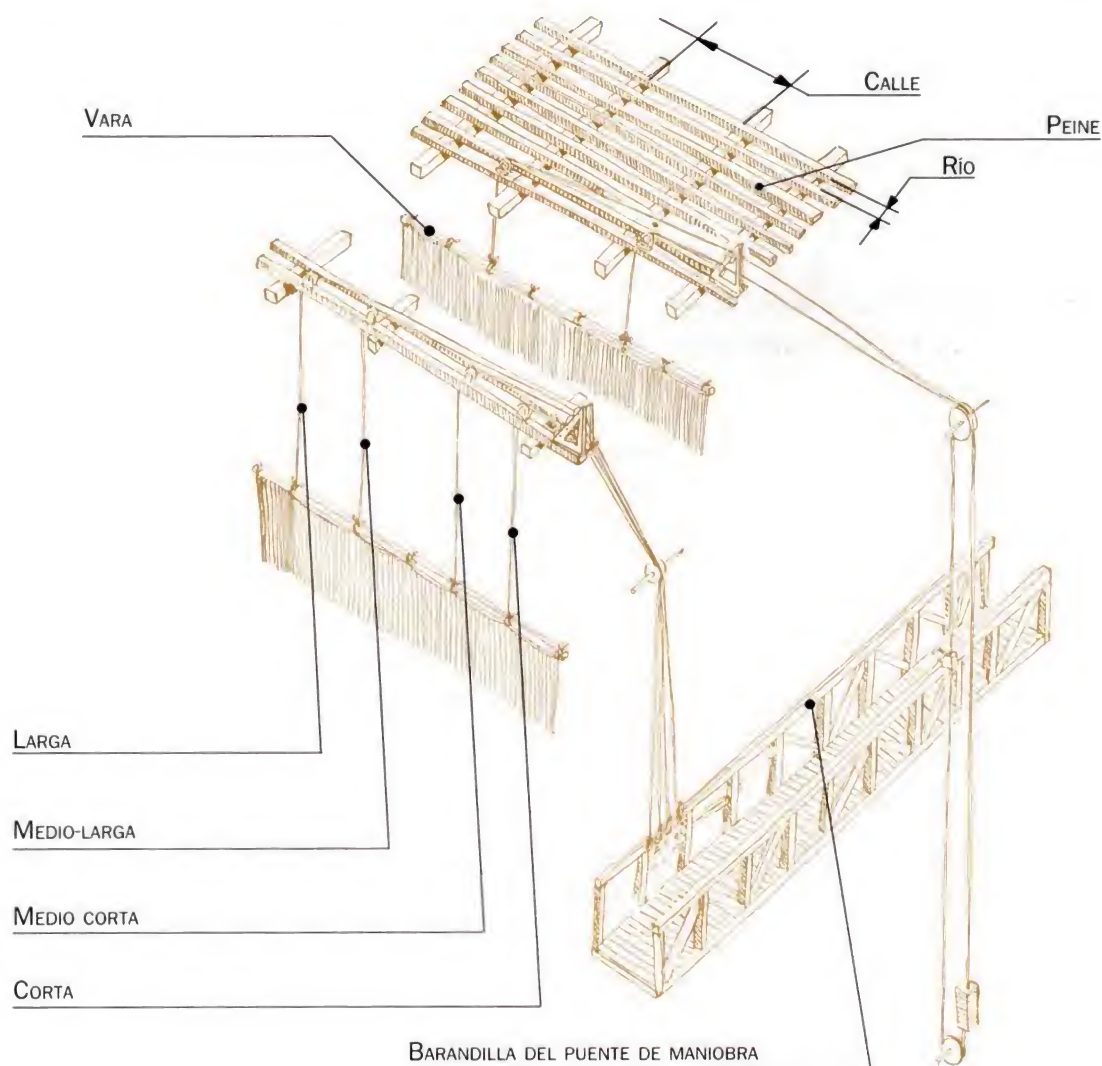 CALLE
VARA
PEINE
RÍO
LARGA
MEDIO-LARGA
MEDIO CORTA
CORTA
BARANDILLA DEL PUENTE DE MANIOBRA